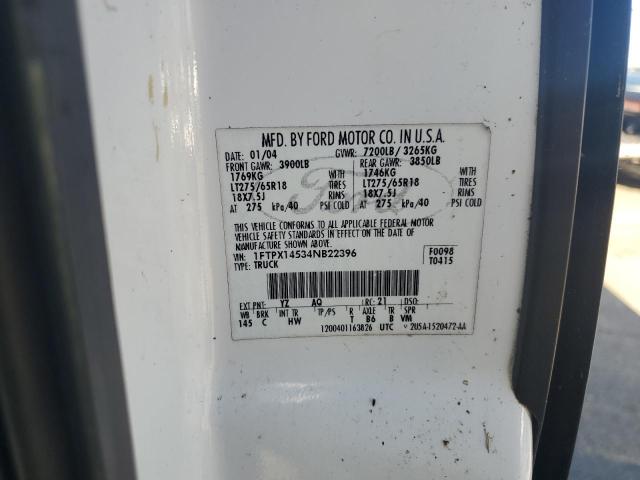 MFD. BY FORD MOTOR CO. IN U.S.A.
DATE: 01/04 GVWR: 7200LB/ 3265KG
FRONT GAWR: 3900LB REAR GAWR: 3850LB
1769KG WITH 1746KG WITH
LT275/65R18 TIRES LT275/65R18 TIRES
18X7.5J RIMS 18X7.5J RIMS
AT 275 kPa/40 PSI COLD AT 275 kPa/40 PSI COLD
THIS VEHICLE CONFORMS TO ALL APPLICABLE FEDERAL MOTOR
VEHICLE SAFETY STANDARDS IN EFFECT ON THE DATE OF
MANUFACTURE SHOWN ABOVE.
VIN: 1FTPX14534NB22396 F0098
TYPE: TRUCK T0415
EXT PNT: YZ AQ RC: 21 DSO:
WB BRK INT TR TP/PS R AXLE TR SPR
145 C HW T B6 B VM
1200401163826 UTC 2U5A-1520472-AA
Ford